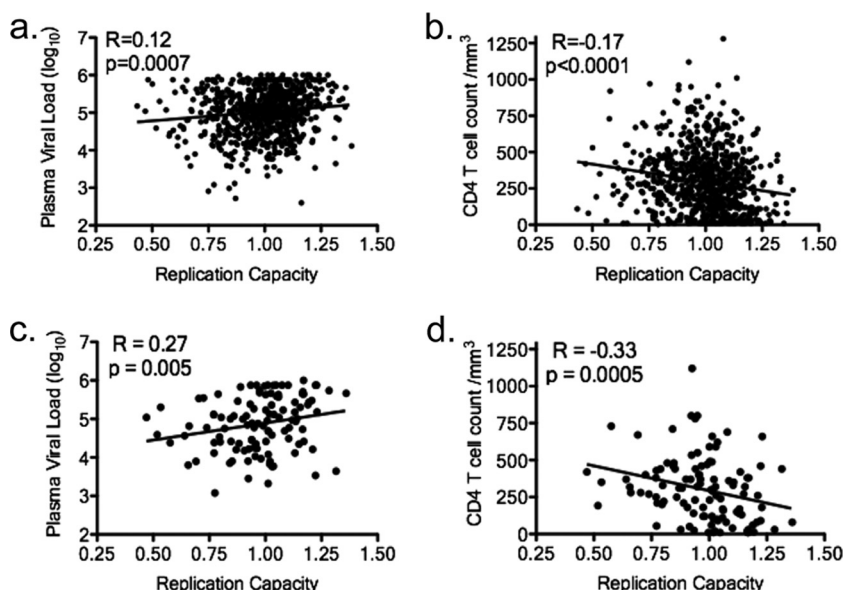 a.
R=0.12
p=0.0007
Plasma Viral Load (log10)
7
6
5
4
3
2
0.25 0.50 0.75 1.00 1.25 1.50
Replication Capacity
b.
R=-0.17
p<0.0001
CD4 T cell count /mm³
1250
1000
750
500
250
0
0.25 0.50 0.75 1.00 1.25 1.50
Replication Capacity
c.
R = 0.27
p = 0.005
Plasma Viral Load (log10)
7
6
5
4
3
2
0.25 0.50 0.75 1.00 1.25 1.50
Replication Capacity
d.
R = -0.33
p = 0.0005
CD4 T cell count /mm³
1250
1000
750
500
250
0
0.25 0.50 0.75 1.00 1.25 1.50
Replication Capacity